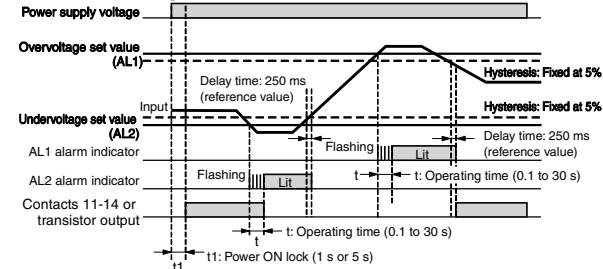 Power supply voltage
Overvoltage set value
(AL1)
Hysteresis: Fixed at 5%
Delay time: 250 ms
(reference value)
Input
Hysteresis: Fixed at 5%
Undervoltage set value
(AL2)
Delay time: 250 ms
(reference value)
Flashing
AL1 alarm indicator
Lit
t
t: Operating time (0.1 to 30 s)
AL2 alarm indicator
Flashing
Lit
Contacts 11-14 or
transistor output
t: Operating time (0.1 to 30 s)
t
t1: Power ON lock (1 s or 5 s)
t1